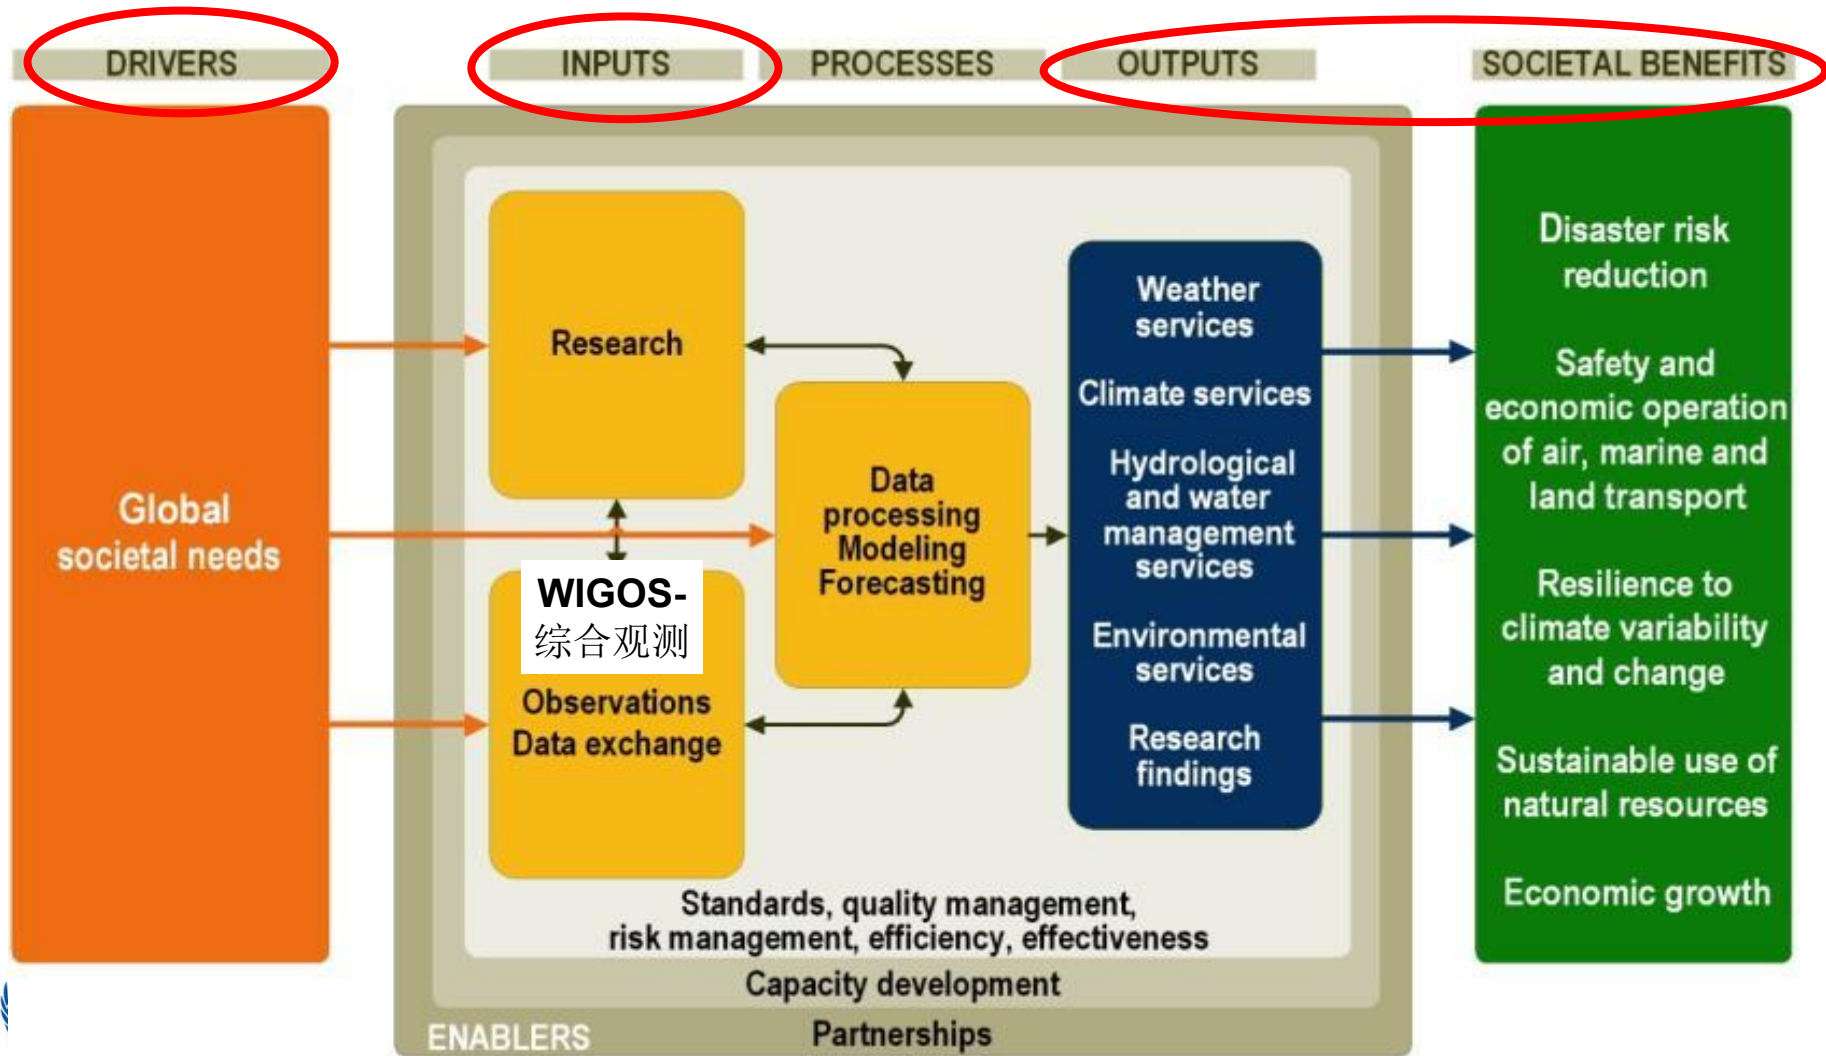 DRIVERS
INPUTS
PROCESSES
OUTPUTS
SOCIETAL BENEFITS
Global
societal needs
Research
WIGOS-
综合观测
Observations
Data exchange
Data
processing
Modeling
Forecasting
Weather
services
Climate services
Hydrological
and water
management
services
Environmental
services
Research
findings
Disaster risk
reduction
Safety and
economic operation
of air, marine and
land transport
Resilience to
climate variability
and change
Sustainable use of
natural resources
Economic growth
Standards, quality management,
risk management, efficiency, effectiveness
Capacity development
ENABLERS
Partnerships